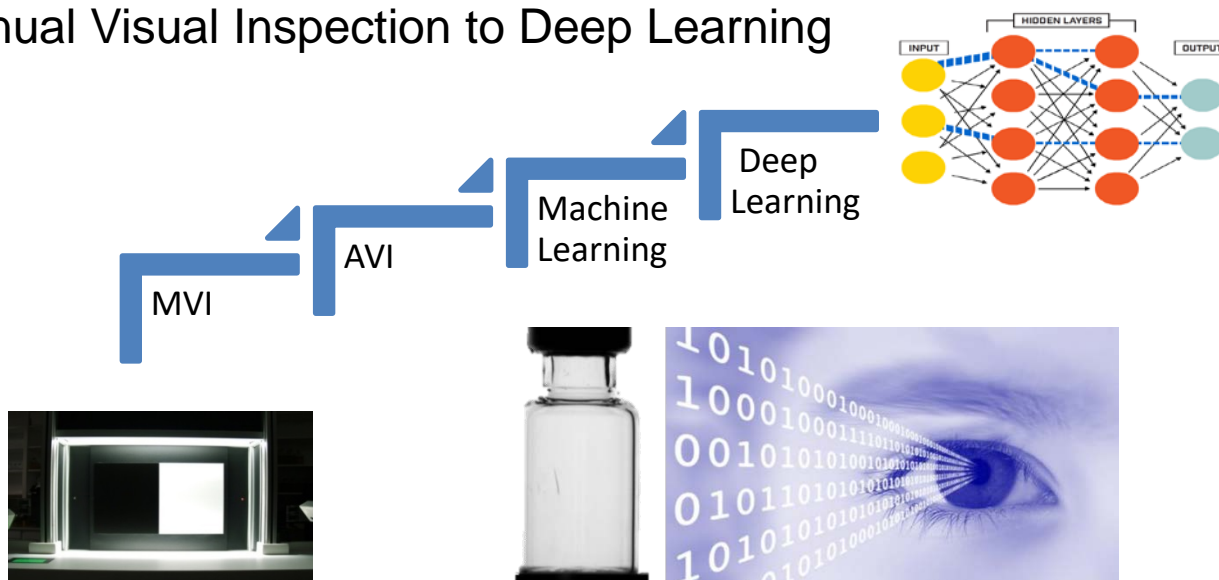 nual Visual Inspection to Deep Learning
HIDDEN LAYERS
INPUT
OUTPUT
Deep
Learning
Machine
Learning
AVI
MVI